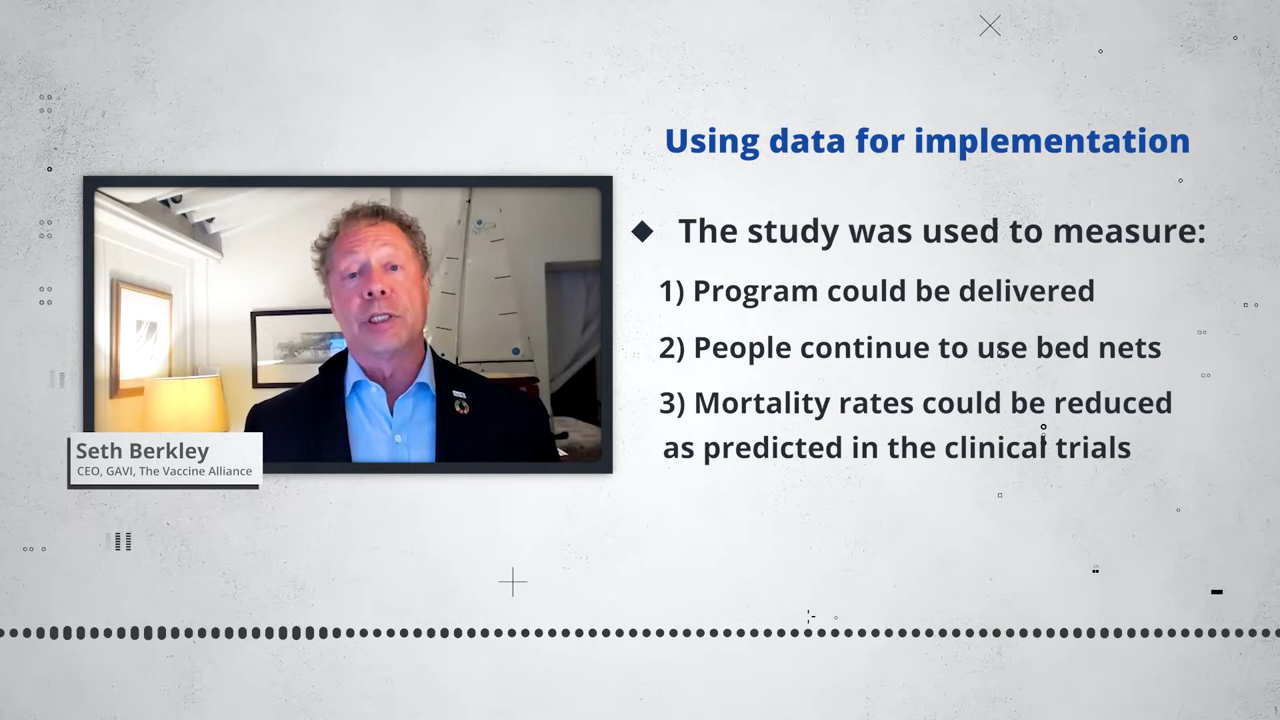 Using data for implementation
The study was used to measure:
1) Program could be delivered
2) People continue to use bed nets
3) Mortality rates could be reduced
as predicted in the clinical trials
Seth Berkley
CEO, GAVI, The Vaccine Alliance